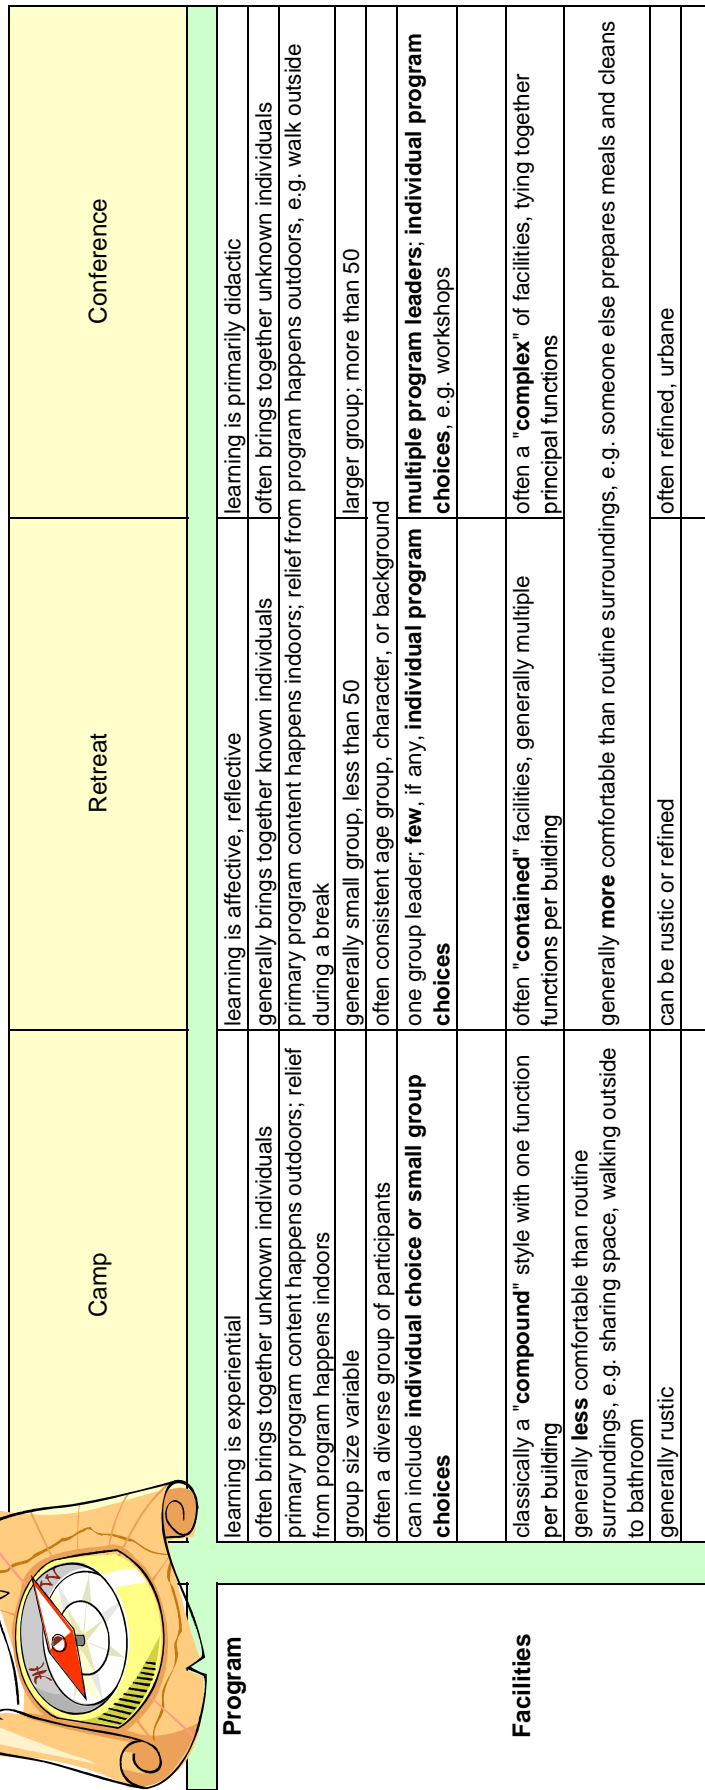 Camp
Retreat
Conference
Program
learning is experiential
learning is affective, reflective
learning is primarily didactic
often brings together unknown individuals
generally brings together known individuals
often brings together unknown individuals
primary program content happens outdoors; relief
from program happens indoors
primary program content happens indoors; relief from program happens outdoors, e.g. walk outside
during a break
group size variable
generally small group, less than 50
larger group; more than 50
often a diverse group of participants
often consistent age group, character, or background
can include individual choice or small group
choices
one group leader; few, if any, individual program
choices
multiple program leaders; individual program
choices, e.g. workshops
Facilities
classically a "compound" style with one function
per building
often "contained" facilities, generally multiple
functions per building
often a "complex" of facilities, tying together
principal functions
generally less comfortable than routine
surroundings, e.g. sharing space, walking outside
to bathroom
generally more comfortable than routine surroundings, e.g. someone else prepares meals and cleans
generally rustic
can be rustic or refined
often refined, urbane